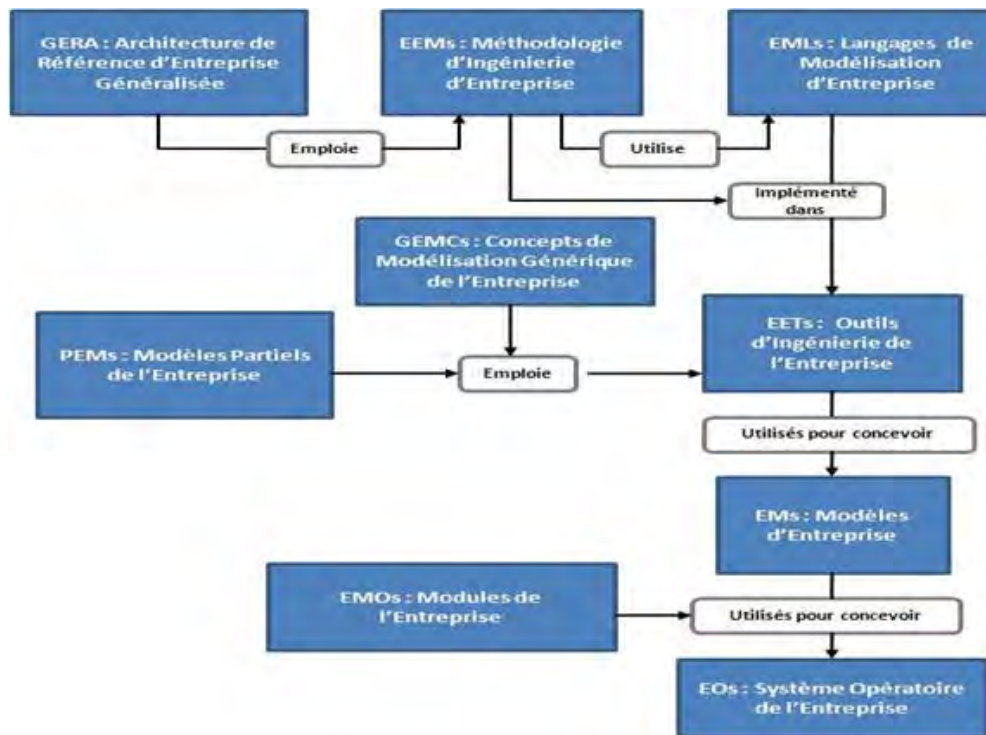 GERA : Architecture de
Référence d'Entreprise
Généralisée
EEMs : Méthodologie
d'Ingénierie
d'Entreprise
EMLs : Langages de
Modélisation
d'Entreprise
Emploie
Utilise
Implémenté
dans
GEMCs : Concepts de
Modélisation Générique
de l'Entreprise
PEMs : Modèles Partiels
de l'Entreprise
Emploie
EETs : Outils
d'Ingénierie de
l'Entreprise
Utilisés pour concevoir
EMs : Modèles
d'Entreprise
EMOs : Modules de
l'Entreprise
Utilisés pour concevoir
EOs : Système Opératoire
de l'Entreprise